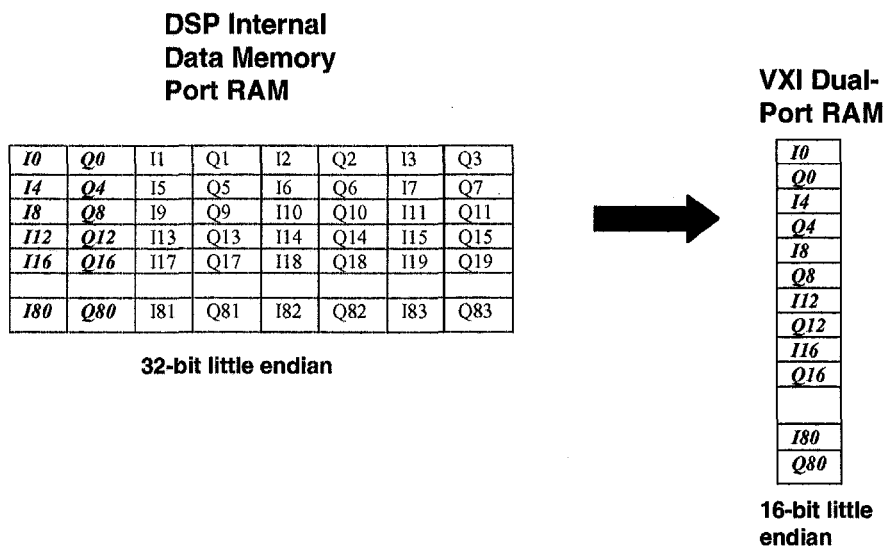 DSP Internal
Data Memory
Port RAM
I0 Q0 I1 Q1 I2 Q2 I3 Q3
I4 Q4 I5 Q5 I6 Q6 I7 Q7
I8 Q8 I9 Q9 I10 Q10 I11 Q11
I12 Q12 I13 Q13 I14 Q14 I15 Q15
I16 Q16 I17 Q17 I18 Q18 I19 Q19
I80 Q80 I81 Q81 I82 Q82 I83 Q83
32-bit little endian
VXI Dual-
Port RAM
I0
Q0
I4
Q4
I8
Q8
I12
Q12
I16
Q16
I80
Q80
16-bit little
endian